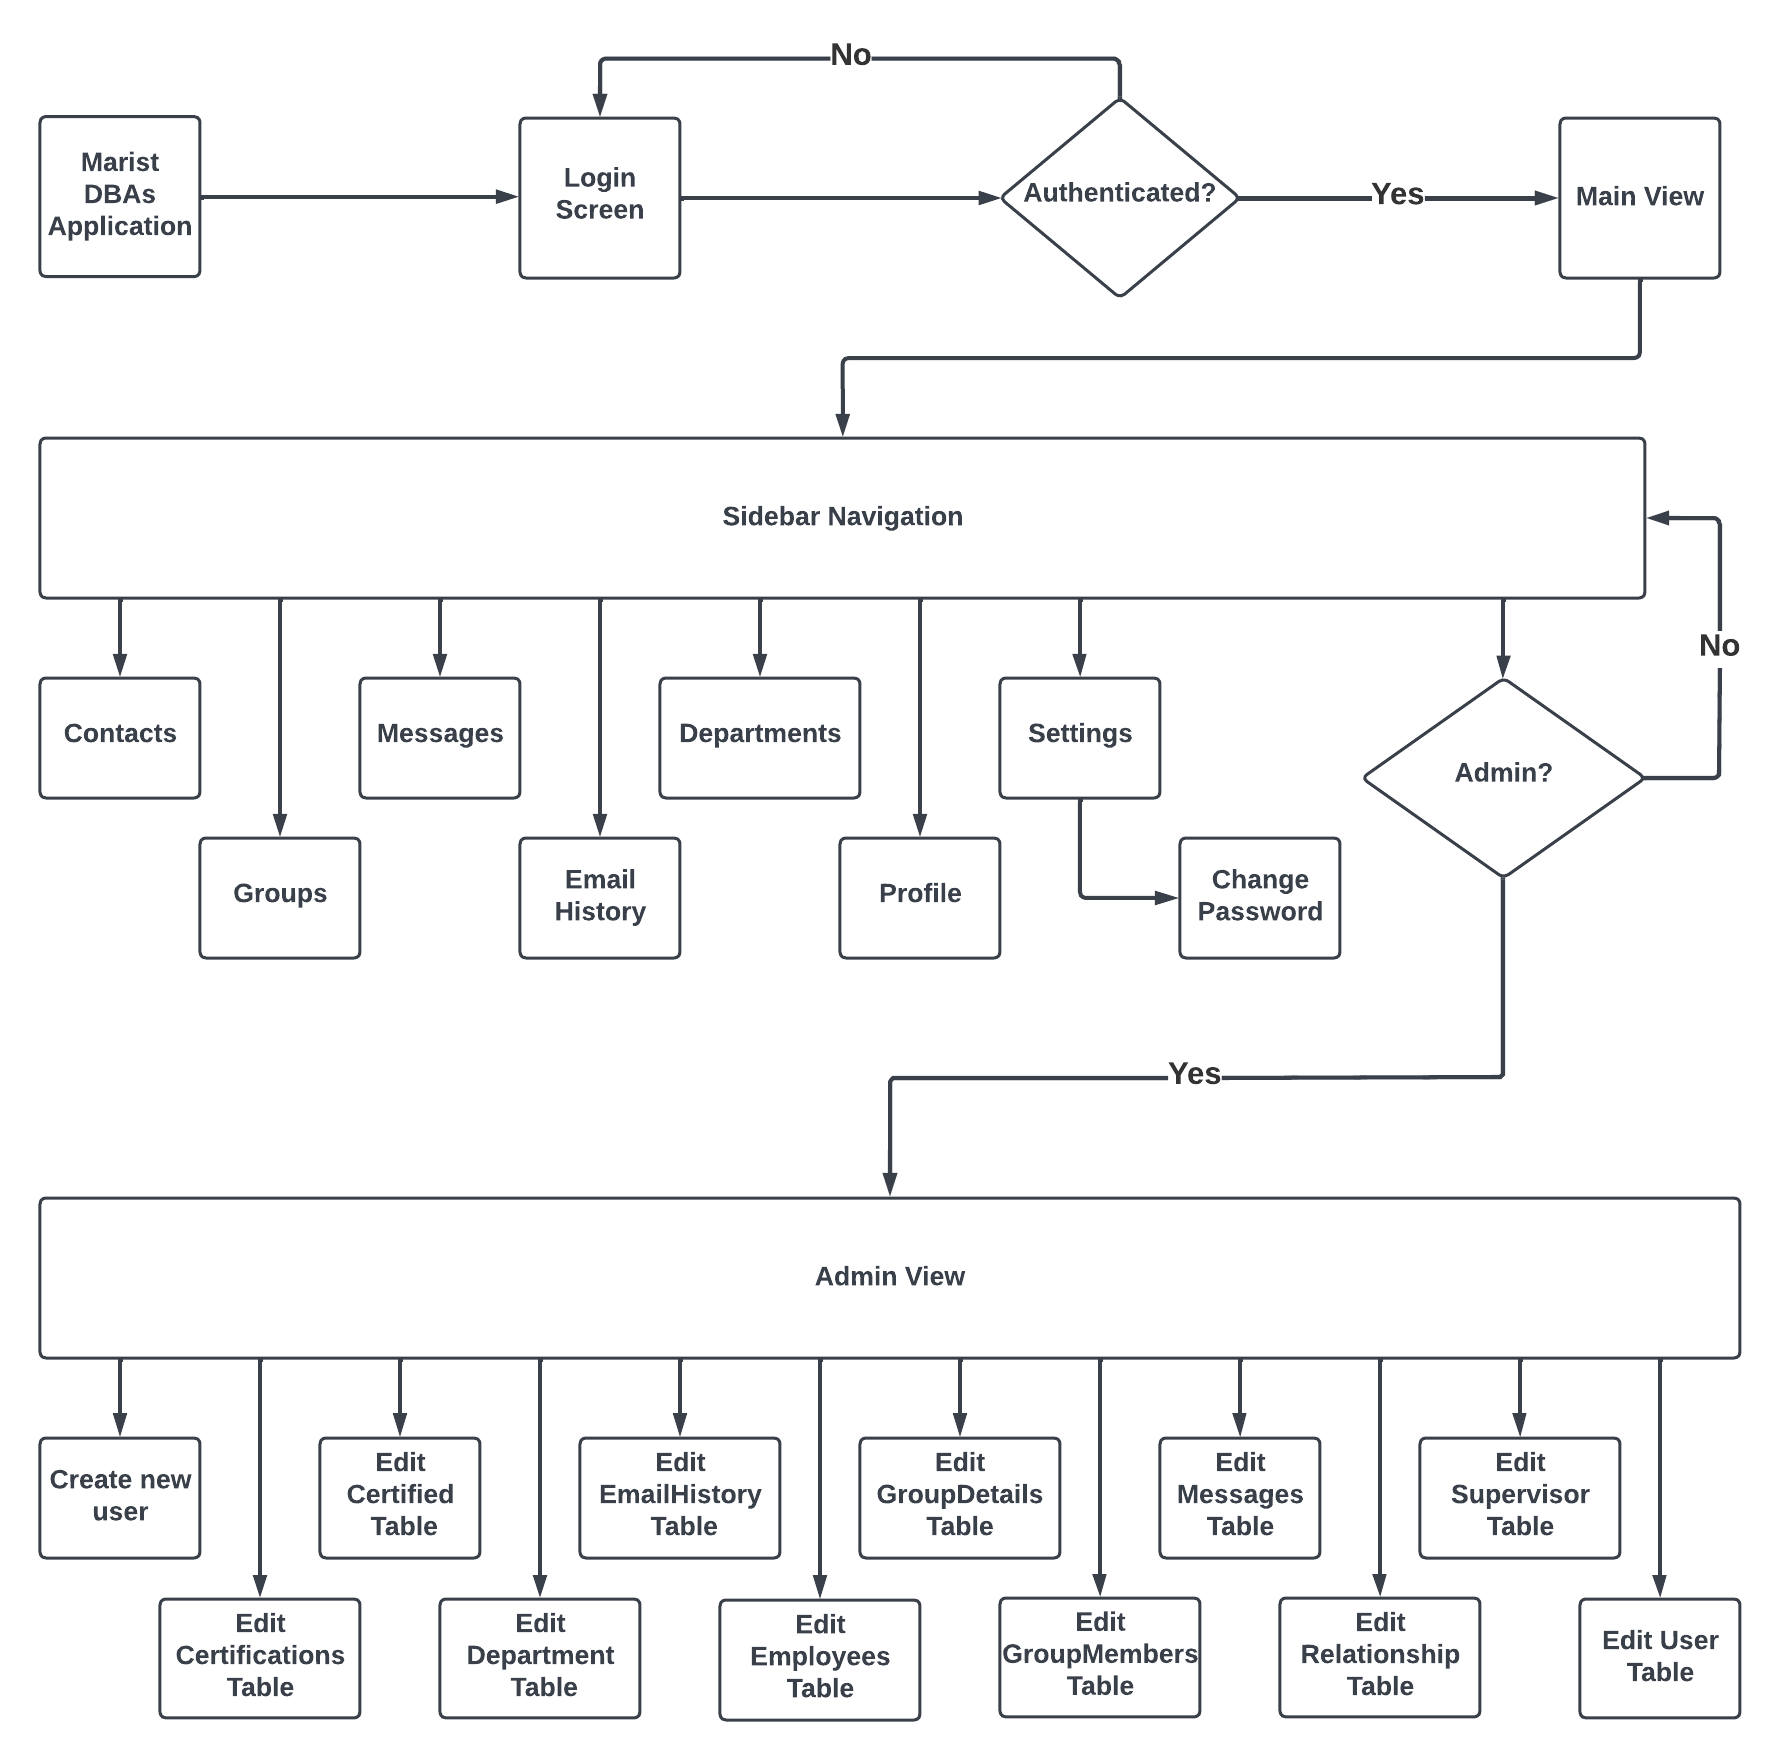 No
Marist
DBAs
Application
Login
Screen
Authenticated?
Yes
Main View
Sidebar Navigation
No
Contacts
Messages
Departments
Settings
Admin?
Groups
Email
History
Profile
Change
Password
Yes
Admin View
Create new
user
Edit
Certified
Table
Edit
EmailHistory
Table
Edit
GroupDetails
Table
Edit
Messages
Table
Edit
Supervisor
Table
Edit
Certifications
Table
Edit
Department
Table
Edit
Employees
Table
Edit
GroupMembers
Table
Edit
Relationship
Table
Edit User
Table